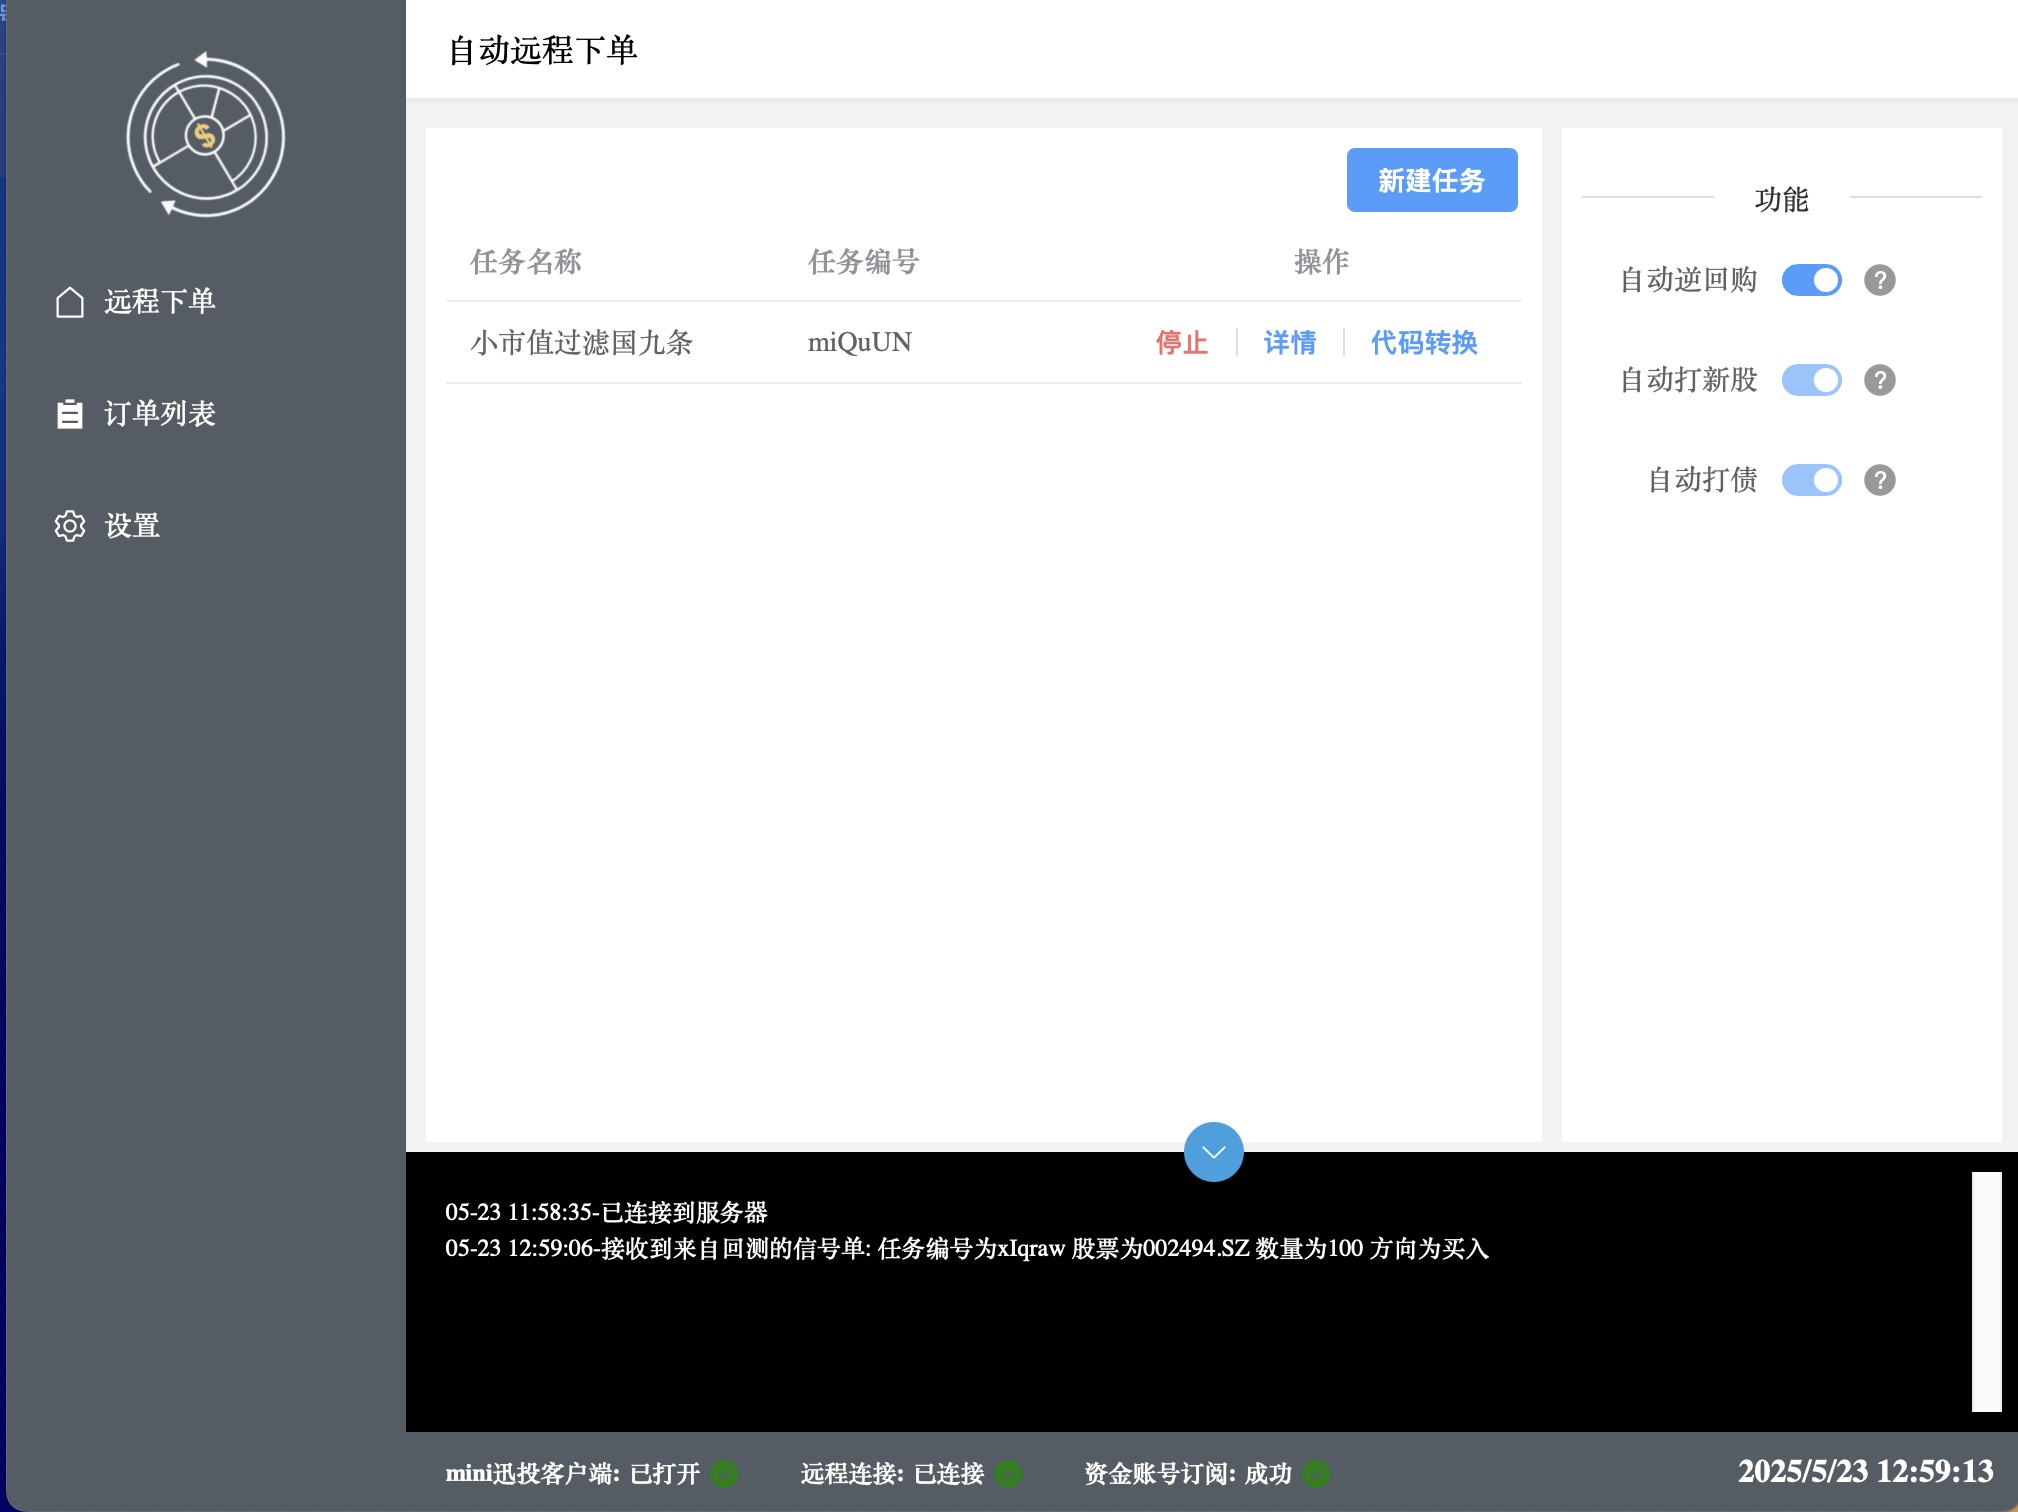 自动远程下单
远程下单
订单列表
设置
新建任务
任务名称 任务编号 操作
小市值过滤国九条 miQuUN 停止 详情 代码转换
功能
自动逆回购 ?
自动打新股 ?
自动打债 ?
05-23 11:58:35-已连接到服务器
05-23 12:59:06-接收到来自回测的信号单: 任务编号为xIqraw 股票为002494.SZ 数量为100 方向为买入
mini迅投客户端: 已打开 远程连接: 已连接 资金账号订阅: 成功 2025/5/23 12:59:13